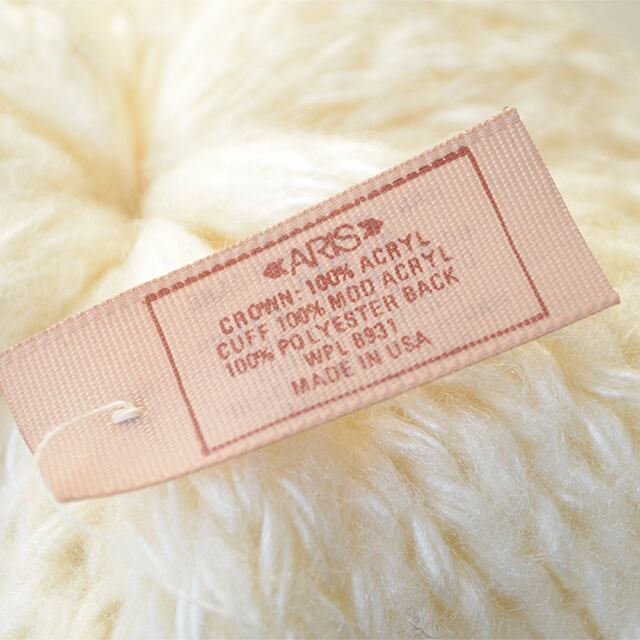 ARIS
CROWN: 100% ACRYL
CUFF 100% MOD ACRYL
100% POLYESTER BACK
WPL 8931
MADE IN USA